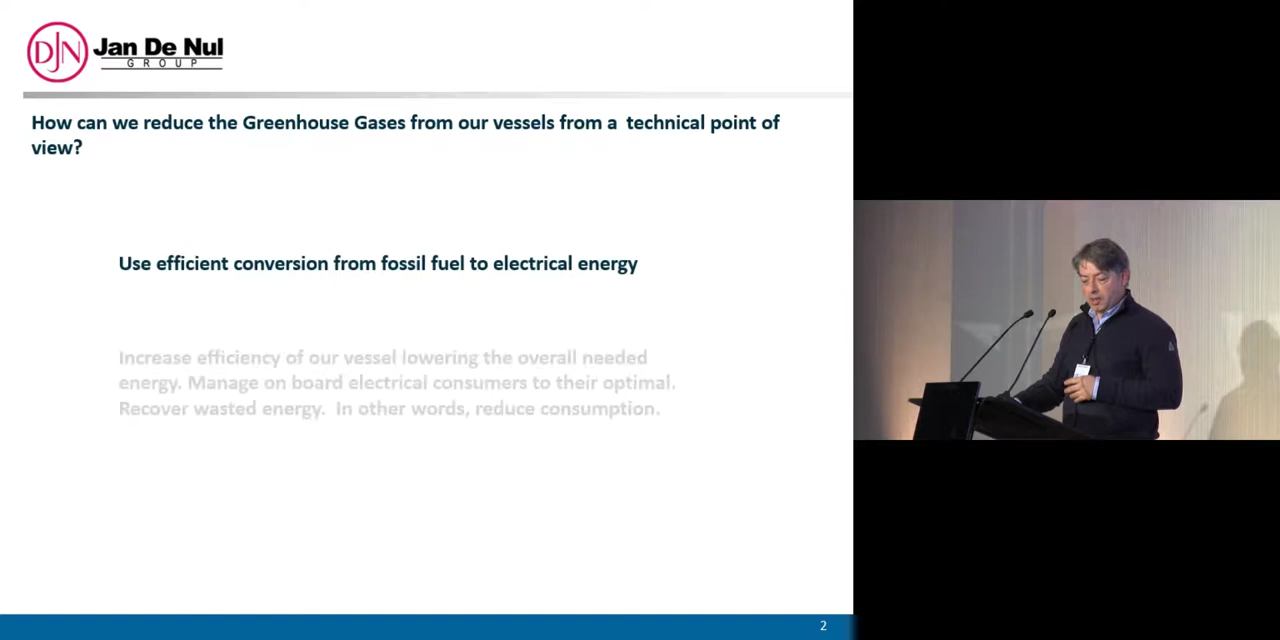 DJN
Jan De Nul
GROUP
How can we reduce the Greenhouse Gases from our vessels from a  technical point of
view?
Use efficient conversion from fossil fuel to electrical energy
Increase efficiency of our vessel lowering the overall needed
energy. Manage on board electrical consumers to their optimal.
Recover wasted energy.  In other words, reduce consumption.
2